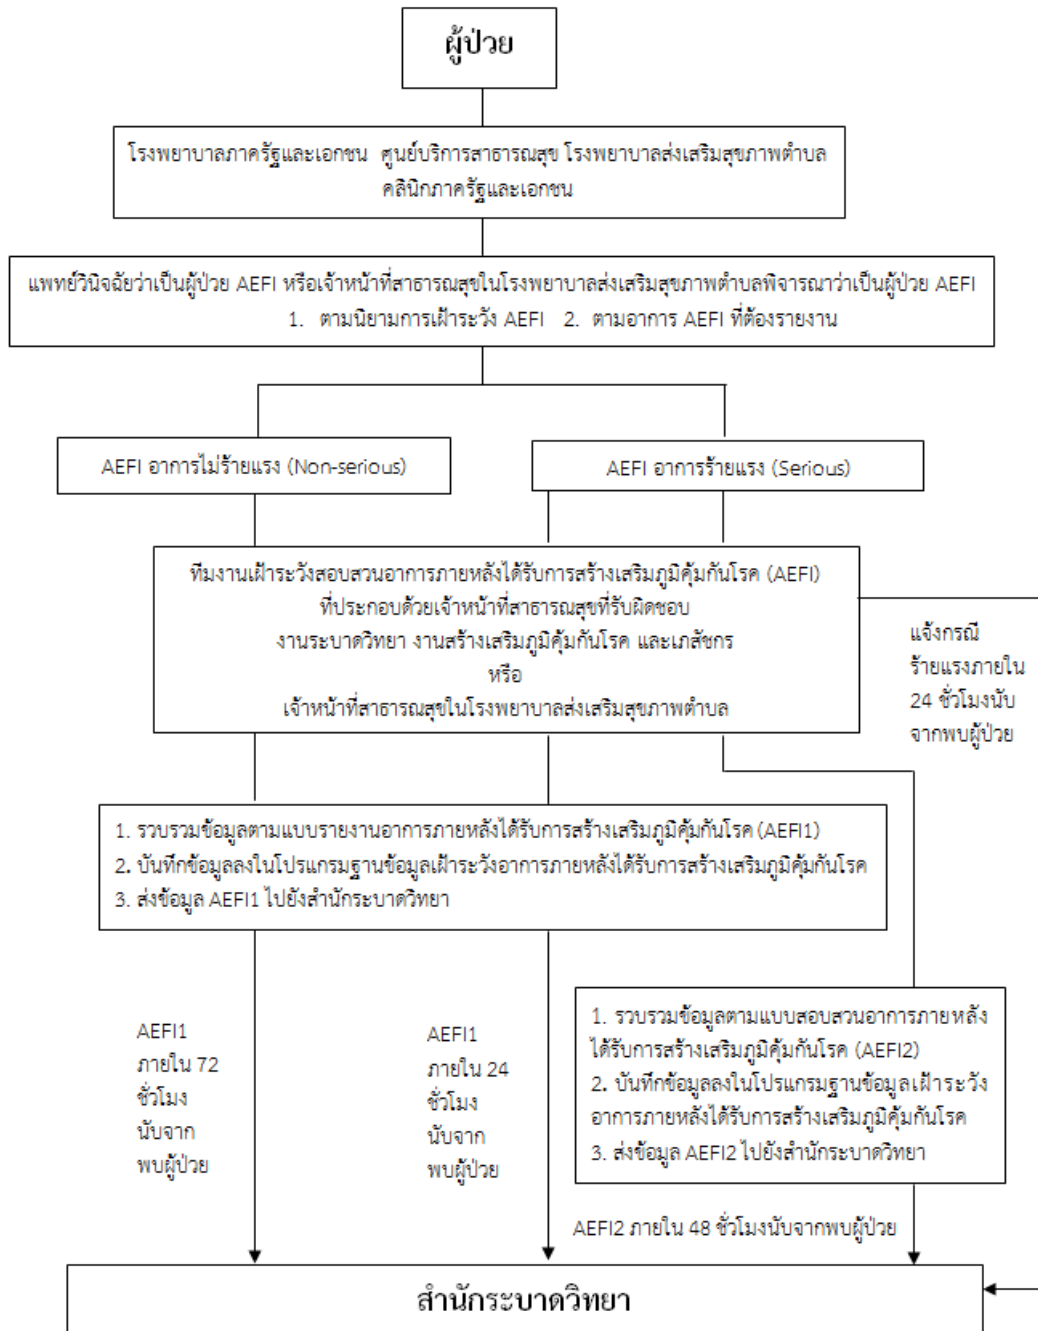 ผู้ป่วย
โรงพยาบาลภาครัฐและเอกชน ศูนย์บริการสาธารณสุข โรงพยาบาลส่งเสริมสุขภาพตำบล
คลินิกภาครัฐและเอกชน
แพทย์วินิจฉัยว่าเป็นผู้ป่วย AEFI หรือเจ้าหน้าที่สาธารณสุขในโรงพยาบาลส่งเสริมสุขภาพตำบลพิจารณาว่าเป็นผู้ป่วย AEFI
1. ตามนิยามการเฝ้าระวัง AEFI 2. ตามอาการ AEFI ที่ต้องรายงาน
AEFI อาการไม่ร้ายแรง (Non-serious)
AEFI อาการร้ายแรง (Serious)
ทีมงานเฝ้าระวังสอบสวนอาการภายหลังได้รับการสร้างเสริมภูมิคุ้มกันโรค (AEFI)
ที่ประกอบด้วยเจ้าหน้าที่สาธารณสุขที่รับผิดชอบ
งานระบาดวิทยา งานสร้างเสริมภูมิคุ้มกันโรค และเภสัชกร
หรือ
เจ้าหน้าที่สาธารณสุขในโรงพยาบาลส่งเสริมสุขภาพตำบล
แจ้งกรณี
ร้ายแรงภายใน
24 ชั่วโมงนับ
จากพบผู้ป่วย
1. รวบรวมข้อมูลตามแบบรายงานอาการภายหลังได้รับการสร้างเสริมภูมิคุ้มกันโรค (AEFI1)
2. บันทึกข้อมูลลงในโปรแกรมฐานข้อมูลเฝ้าระวังอาการภายหลังได้รับการสร้างเสริมภูมิคุ้มกันโรค
3. ส่งข้อมูล AEFI1 ไปยังสำนักระบาดวิทยา
AEFI1
ภายใน 72
ชั่วโมง
นับจาก
พบผู้ป่วย
AEFI1
ภายใน 24
ชั่วโมง
นับจาก
พบผู้ป่วย
1. รวบรวมข้อมูลตามแบบสอบสวนอาการภายหลัง
ได้รับการสร้างเสริมภูมิคุ้มกันโรค (AEFI2)
2. บันทึกข้อมูลลงในโปรแกรมฐานข้อมูลเฝ้าระวัง
อาการภายหลังได้รับการสร้างเสริมภูมิคุ้มกันโรค
3. ส่งข้อมูล AEFI2 ไปยังสำนักระบาดวิทยา
AEFI2 ภายใน 48 ชั่วโมงนับจากพบผู้ป่วย
สำนักระบาดวิทยา